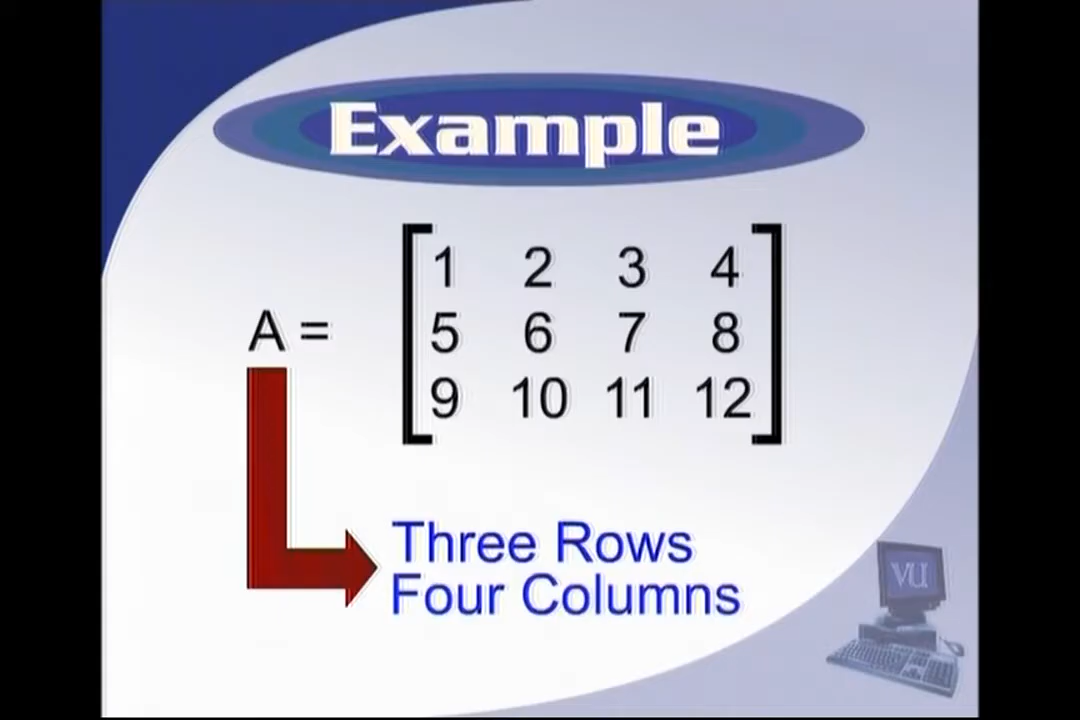 Example
1 2 3 4
A = 5 6 7 8
9 10 11 12
Three Rows
Four Columns
VU